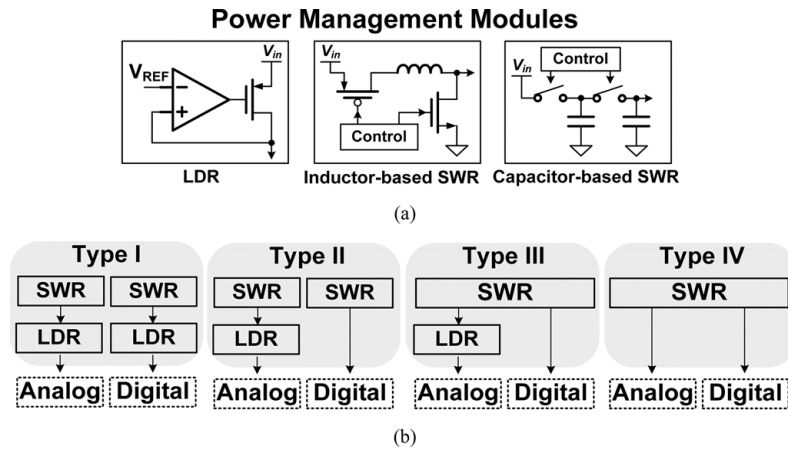 Power Management Modules
Vin
VREF
Vin
Control
Vin
Control
LDR
Inductor-based SWR
Capacitor-based SWR
(a)
Type I
Type II
Type III
Type IV
SWR
SWR
SWR
SWR
SWR
SWR
LDR
LDR
LDR
LDR
Analog
Digital
Analog
Digital
Analog
Digital
Analog
Digital
(b)